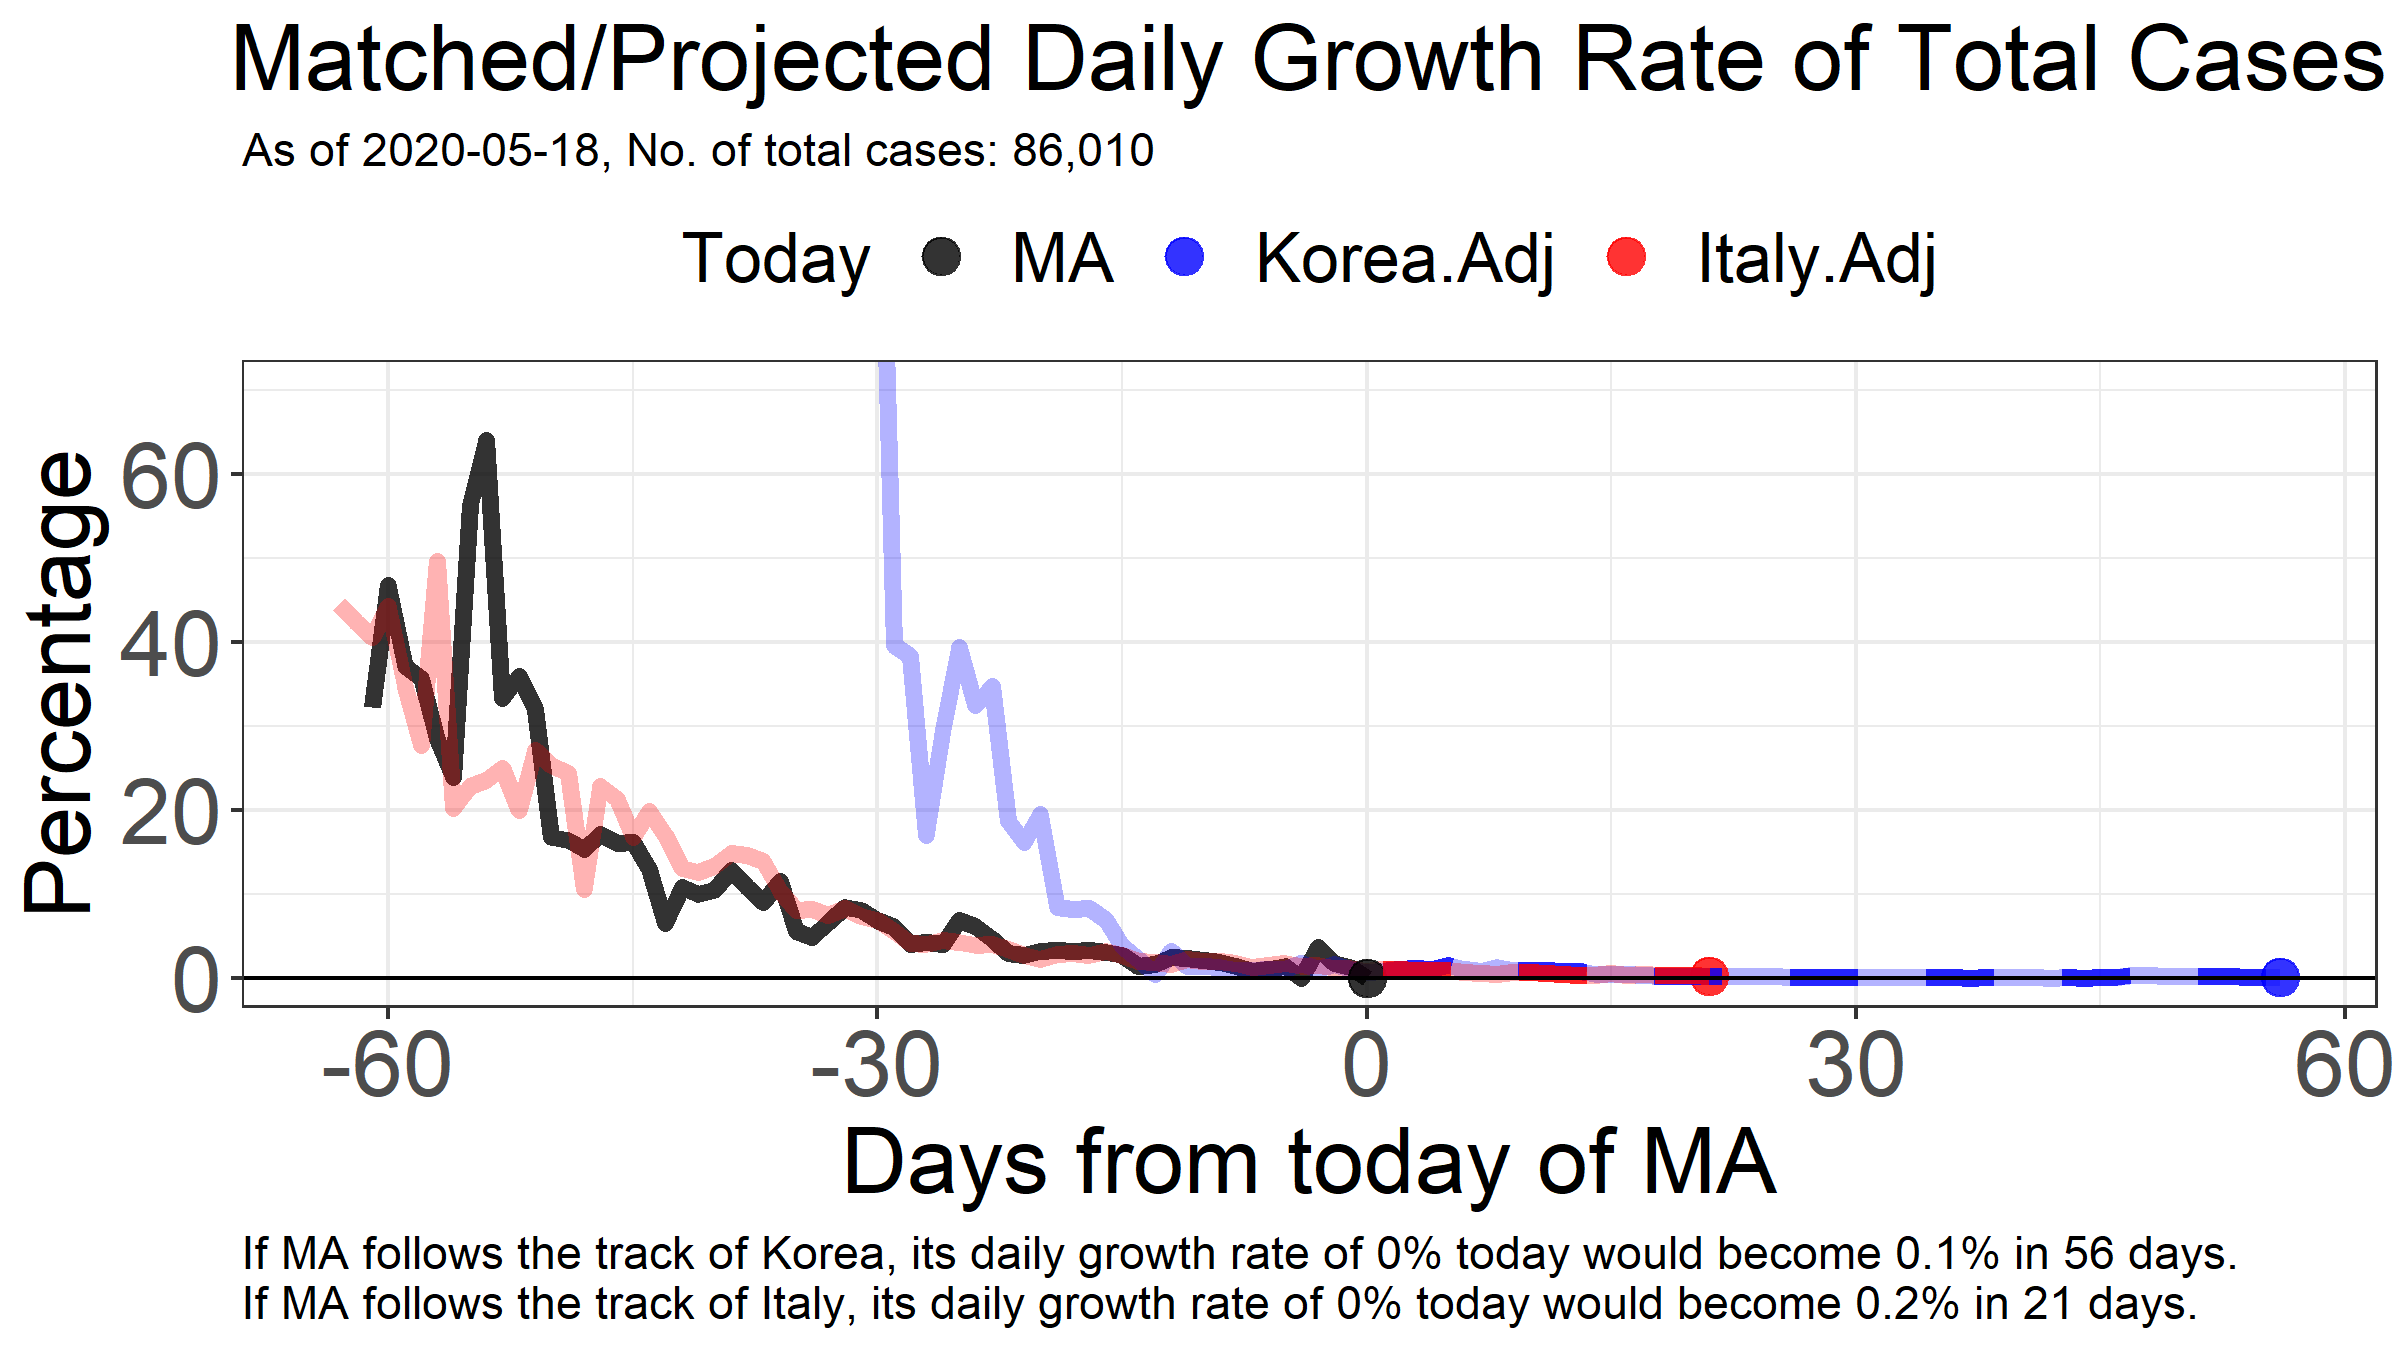 Matched/Projected Daily Growth Rate of Total Cases
As of 2020-05-18, No. of total cases: 86,010
Today MA Korea.Adj Italy.Adj
Percentage
60
40
20
0
-60 -30 0 30 60
Days from today of MA
If MA follows the track of Korea, its daily growth rate of 0% today would become 0.1% in 56 days.
If MA follows the track of Italy, its daily growth rate of 0% today would become 0.2% in 21 days.